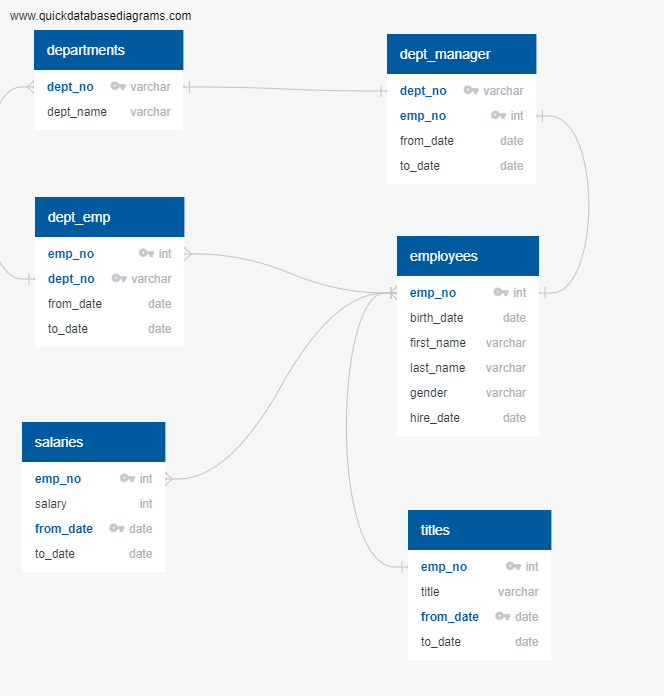 www.quickdatabasediagrams.com
departments
dept_no varchar
dept_name varchar
dept_manager
dept_no varchar
emp_no int
from_date date
to_date date
dept_emp
emp_no int
dept_no varchar
from_date date
to_date date
employees
emp_no int
birth_date date
first_name varchar
last_name varchar
gender varchar
hire_date date
salaries
emp_no int
salary int
from_date date
to_date date
titles
emp_no int
title varchar
from_date date
to_date date